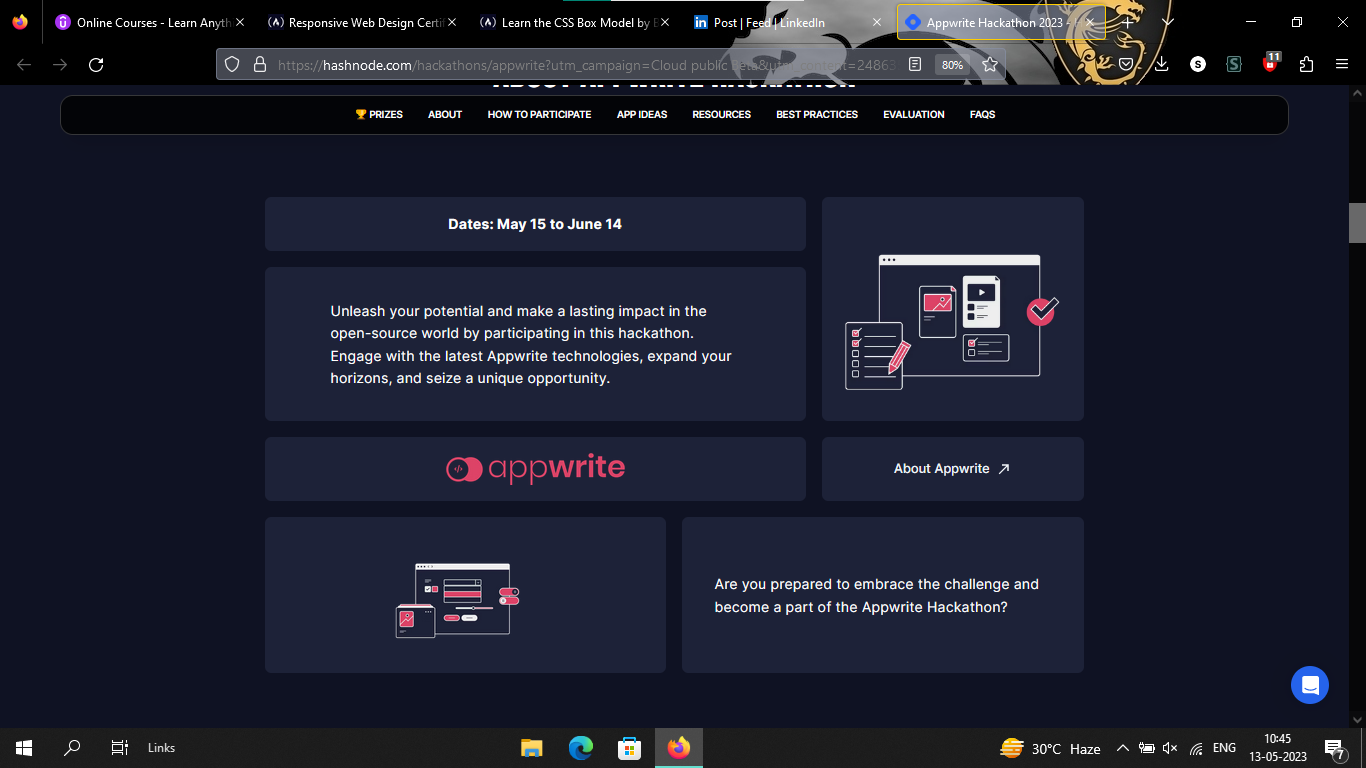 Online Courses - Learn Anyth
Responsive Web Design Certif
Learn the CSS Box Model by
Post | Feed | LinkedIn
Appwrite Hackathon 2023 -
https://hashnode.com/hackathons/appwrite?utm_campaign=Cloud public
80%
S
S
11
ABOUT APPWRITE HACKATHON
🏆 PRIZES
ABOUT
HOW TO PARTICIPATE
APP IDEAS
RESOURCES
BEST PRACTICES
EVALUATION
FAQS
Dates: May 15 to June 14
Unleash your potential and make a lasting impact in the
open-source world by participating in this hackathon.
Engage with the latest Appwrite technologies, expand your
horizons, and seize a unique opportunity.
appwrite
About Appwrite
Are you prepared to embrace the challenge and
become a part of the Appwrite Hackathon?
Links
30°C Haze
ENG
10:45
13-05-2023
7